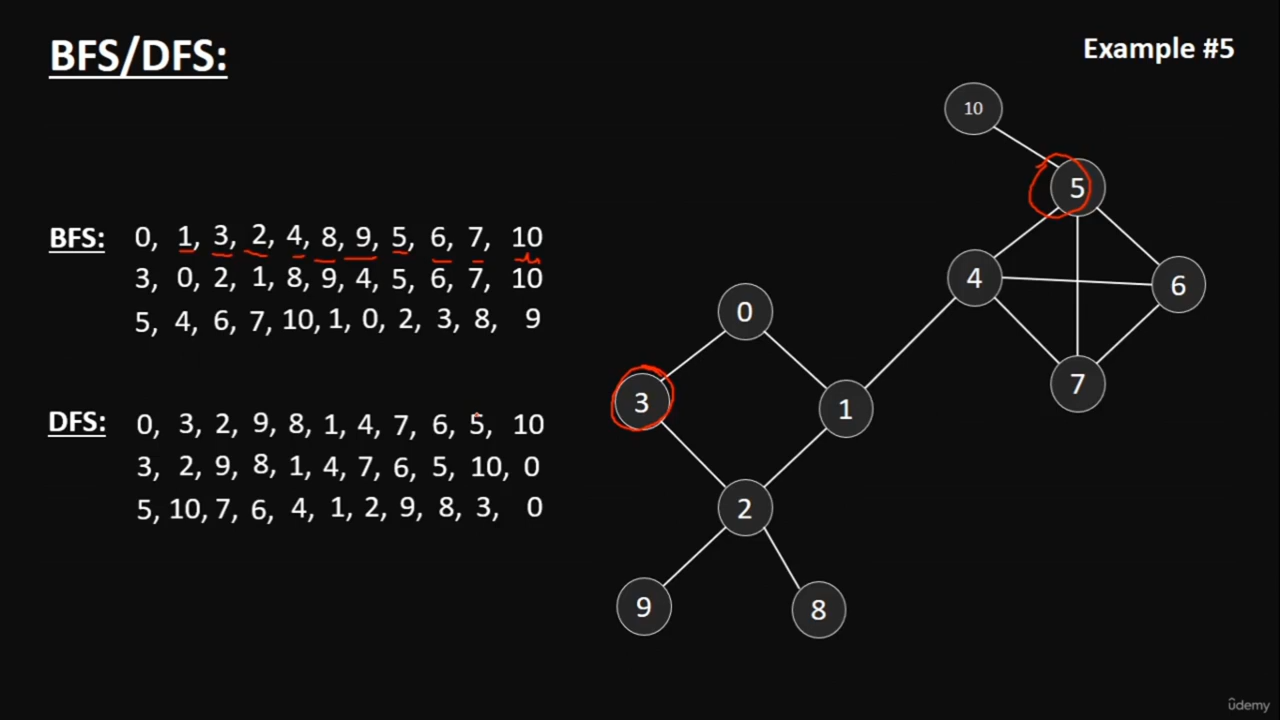 BFS/DFS:
Example #5
BFS: 0, 1, 3, 2, 4, 8, 9, 5, 6, 7, 10
3, 0, 2, 1, 8, 9, 4, 5, 6, 7, 10
5, 4, 6, 7, 10, 1, 0, 2, 3, 8, 9
DFS: 0, 3, 2, 9, 8, 1, 4, 7, 6, 5, 10
3, 2, 9, 8, 1, 4, 7, 6, 5, 10, 0
5, 10, 7, 6, 4, 1, 2, 9, 8, 3, 0
10
5
4
6
0
7
3
1
2
9
8
ûdemy